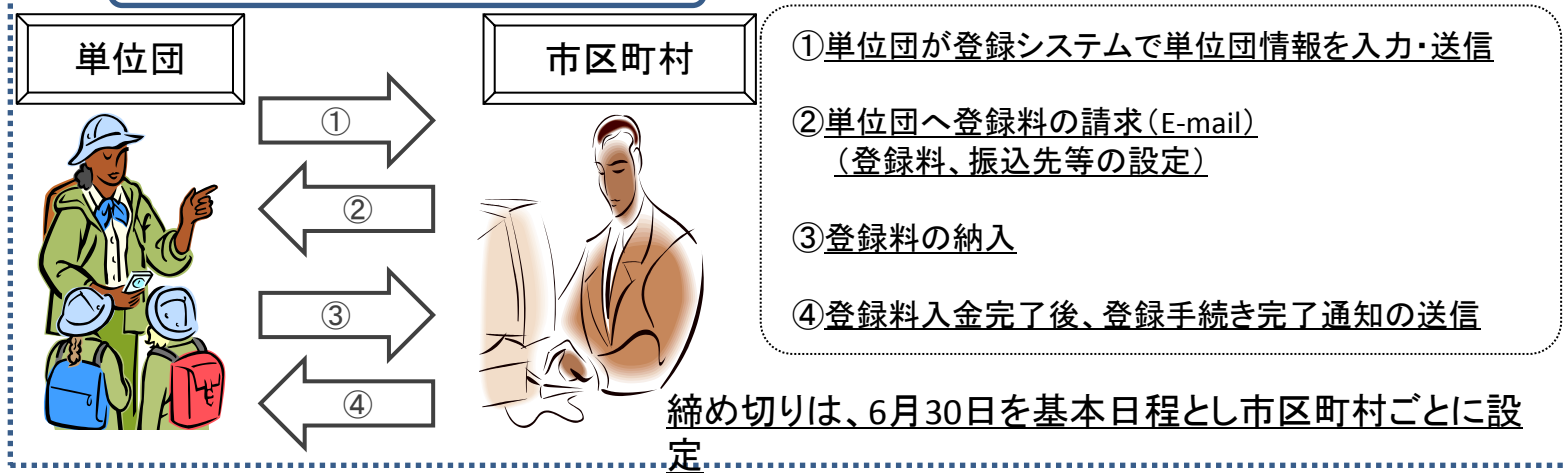 単位団
市区町村
①
②
③
④
①単位団が登録システムで単位団情報を入力・送信
②単位団へ登録料の請求（E-mail）
（登録料、振込先等の設定）
③登録料の納入
④登録料入金完了後、登録手続き完了通知の送信
締め切りは、6月30日を基本日程とし市区町村ごとに設
定